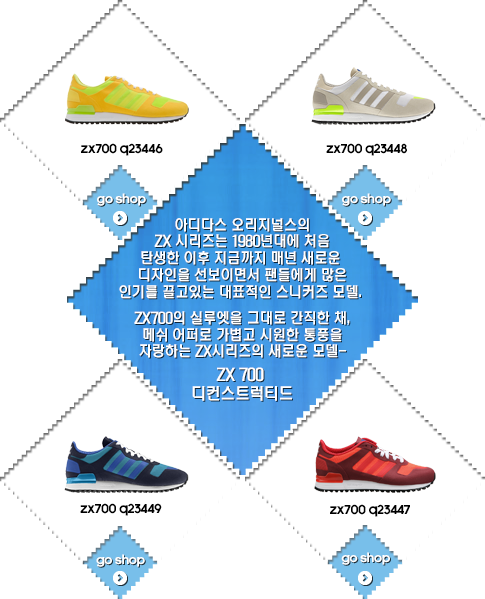 zx700 q23446
zx700 q23448
go shop
go shop
아디다스 오리지널스의
ZX 시리즈는 1980년대에 처음
탄생한 이후 지금까지 매년 새로운
디자인을 선보이면서 팬들에게 많은
인기를 끌고있는 대표적인 스니커즈 모델.
ZX700의 실루엣을 그대로 간직한 채,
메쉬 어퍼로 가볍고 시원한 통풍을
자랑하는 ZX시리즈의 새로운 모델~
ZX 700
디컨스트럭티드
zx700 q23449
zx700 q23447
go shop
go shop